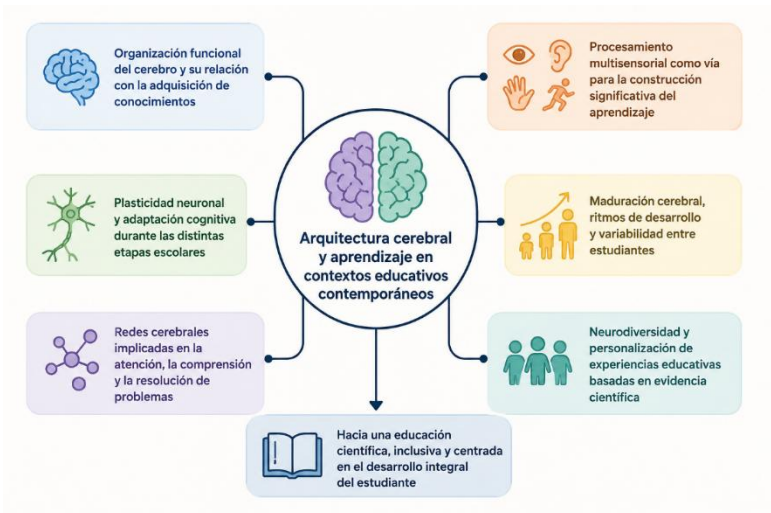 Organización funcional
del cerebro y su relación
con la adquisición de
conocimientos
Procesamiento
multisensorial como vía
para la construcción
significativa del
aprendizaje
Plasticidad neuronal
y adaptación cognitiva
durante las distintas
etapas escolares
Arquitectura cerebral
y aprendizaje en
contextos educativos
contemporáneos
Maduración cerebral,
ritmos de desarrollo
y variabilidad entre
estudiantes
Redes cerebrales
implicadas en la
atención, la comprensión
y la resolución de
problemas
Neurodiversidad y
personalización de
experiencias educativas
basadas en evidencia
científica
Hacia una educación
científica, inclusiva y centrada
en el desarrollo integral
del estudiante